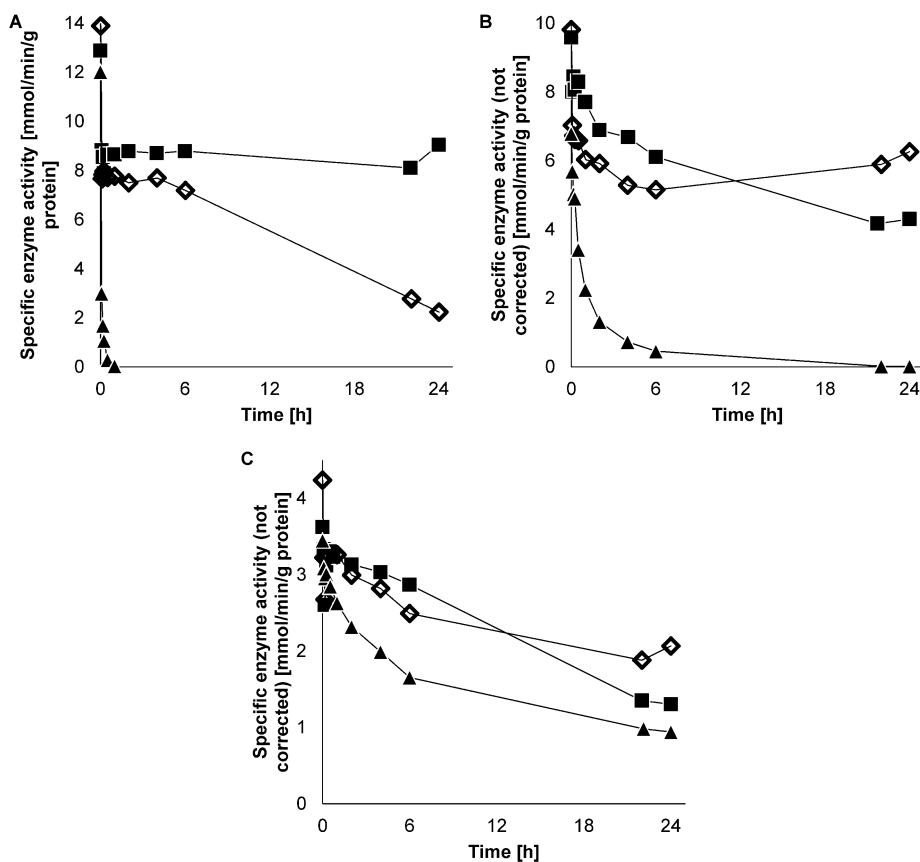 A
Specific enzyme activity [mmol/min/g
protein]
14
12
10
8
6
4
2
0
0 6 12 18 24
Time [h]
B
Specific enzyme activity (not
corrected) [mmol/min/g protein]
10
8
6
4
2
0
0 6 12 18 24
Time [h]
C
Specific enzyme activity (not
corrected) [mmol/min/g protein]
4
3
2
1
0
0 6 12 18 24
Time [h]